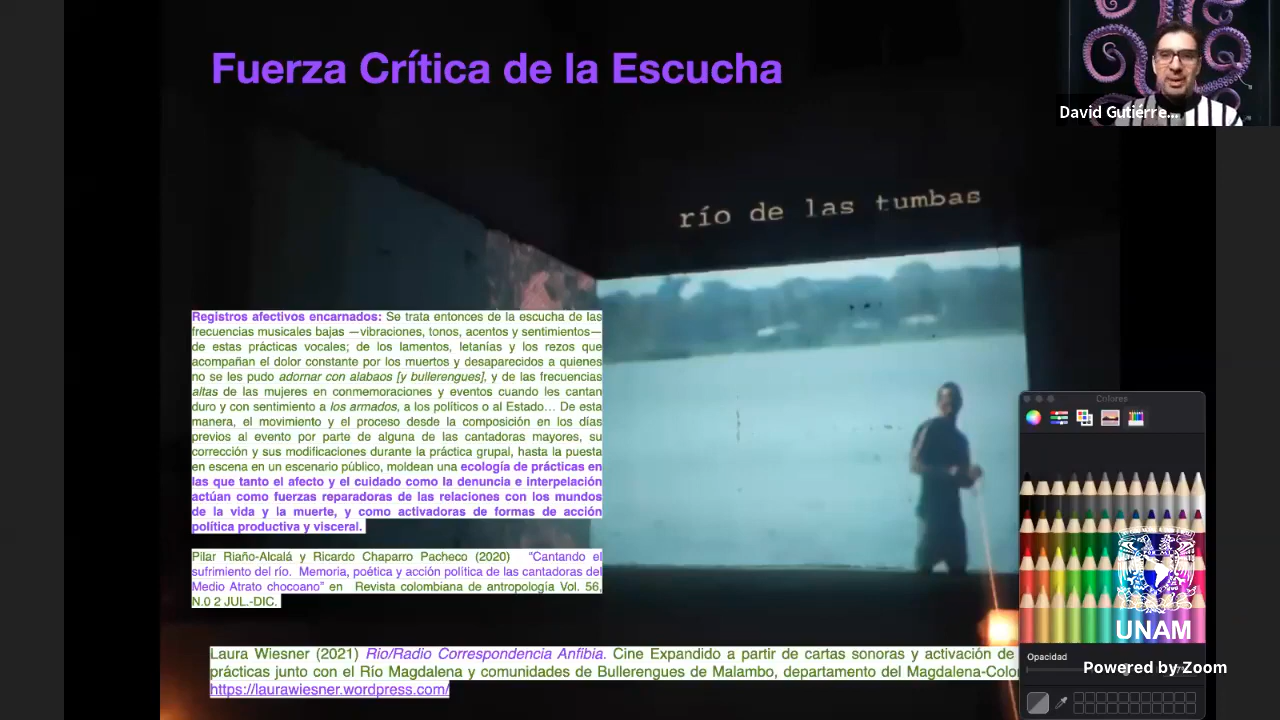 Fuerza Crítica de la Escucha
David Gutiérre...
río de las tumbas
Registros afectivos encarnados: Se trata entonces de la escucha de las
frecuencias musicales bajas —vibraciones, tonos, acentos y sentimientos—
de estas prácticas vocales; de los lamentos, letanías y los rezos que
acompañan el dolor constante por los muertos y desaparecidos a quienes
no se les pudo adornar con alabaos [y bullerengues], y de las frecuencias
altas de las mujeres en conmemoraciones y eventos cuando les cantan
duro y con sentimiento a los armados, a los políticos o al Estado… De esta
manera, el movimiento y el proceso desde la composición en los días
previos al evento por parte de alguna de las cantadoras mayores, su
corrección y sus modificaciones durante la práctica grupal, hasta la puesta
en escena en un escenario público, moldean una ecología de prácticas en
las que tanto el afecto y el cuidado como la denuncia e interpelación
actúan como fuerzas reparadoras de las relaciones con los mundos
de la vida y la muerte, y como activadoras de formas de acción
política productiva y visceral.
Pilar Riaño-Alcalá y Ricardo Chaparro Pacheco (2020) “Cantando el
sufrimiento del río. Memoria, poética y acción política de las cantadoras del
Medio Atrato chocoano” en Revista colombiana de antropología Vol. 56,
N.0 2 JUL.-DIC.
Laura Wiesner (2021) Rio/Radio Correspondencia Anfibia. Cine Expandido a partir de cartas sonoras y activación de
prácticas junto con el Río Magdalena y comunidades de Bullerengues de Malambo, departamento del Magdalena-Colo
https://laurawiesner.wordpress.com/
Colores
UNAM
Opacidad
Powered by Zoom